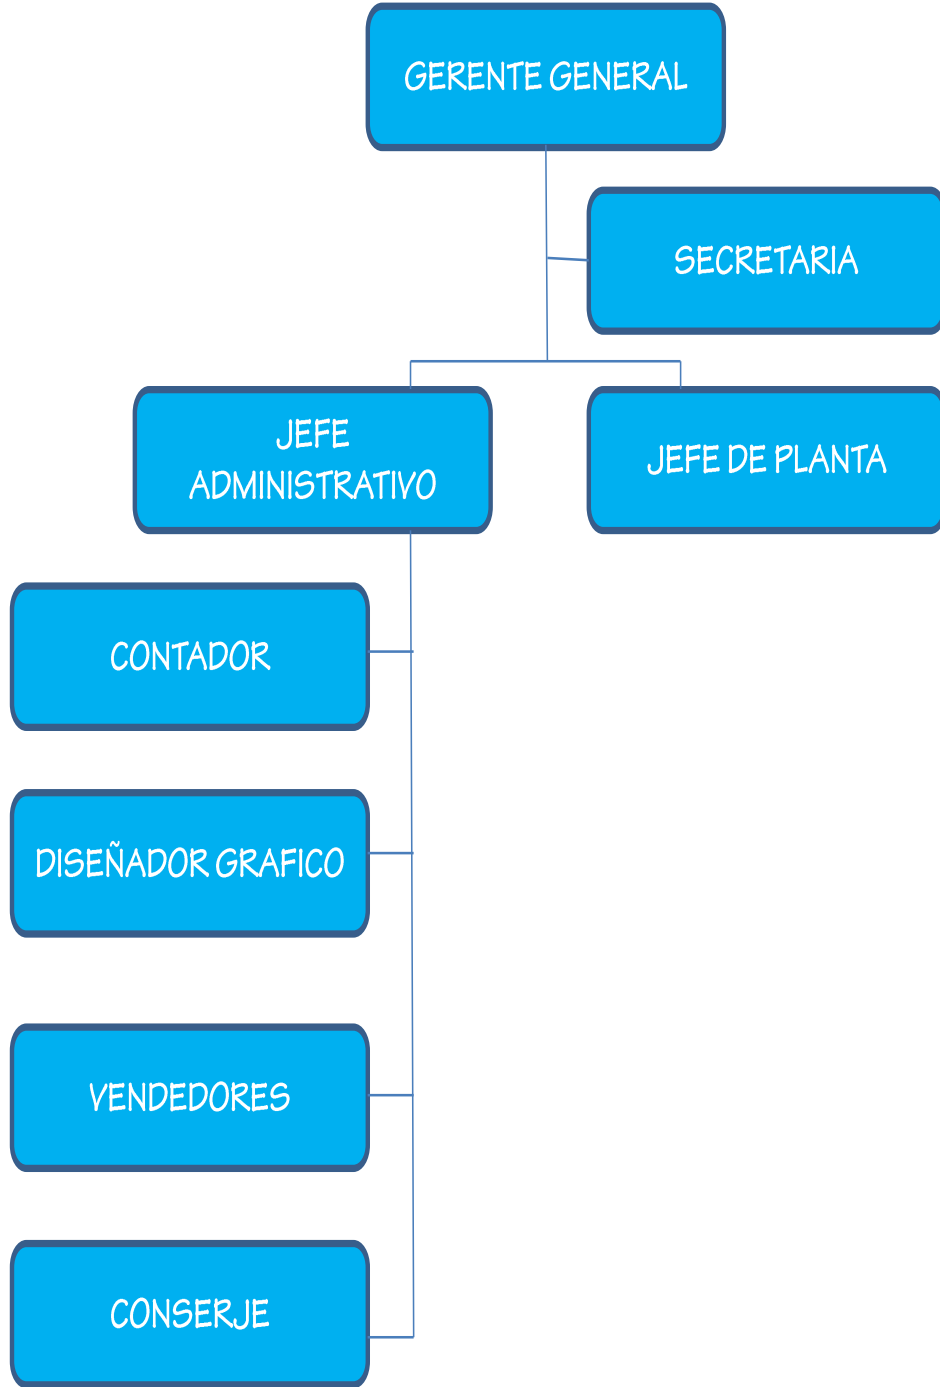 GERENTE GENERAL
SECRETARIA
JEFE
ADMINISTRATIVO
JEFE DE PLANTA
CONTADOR
DISEÑADOR GRAFICO
VENDEDORES
CONSERJE